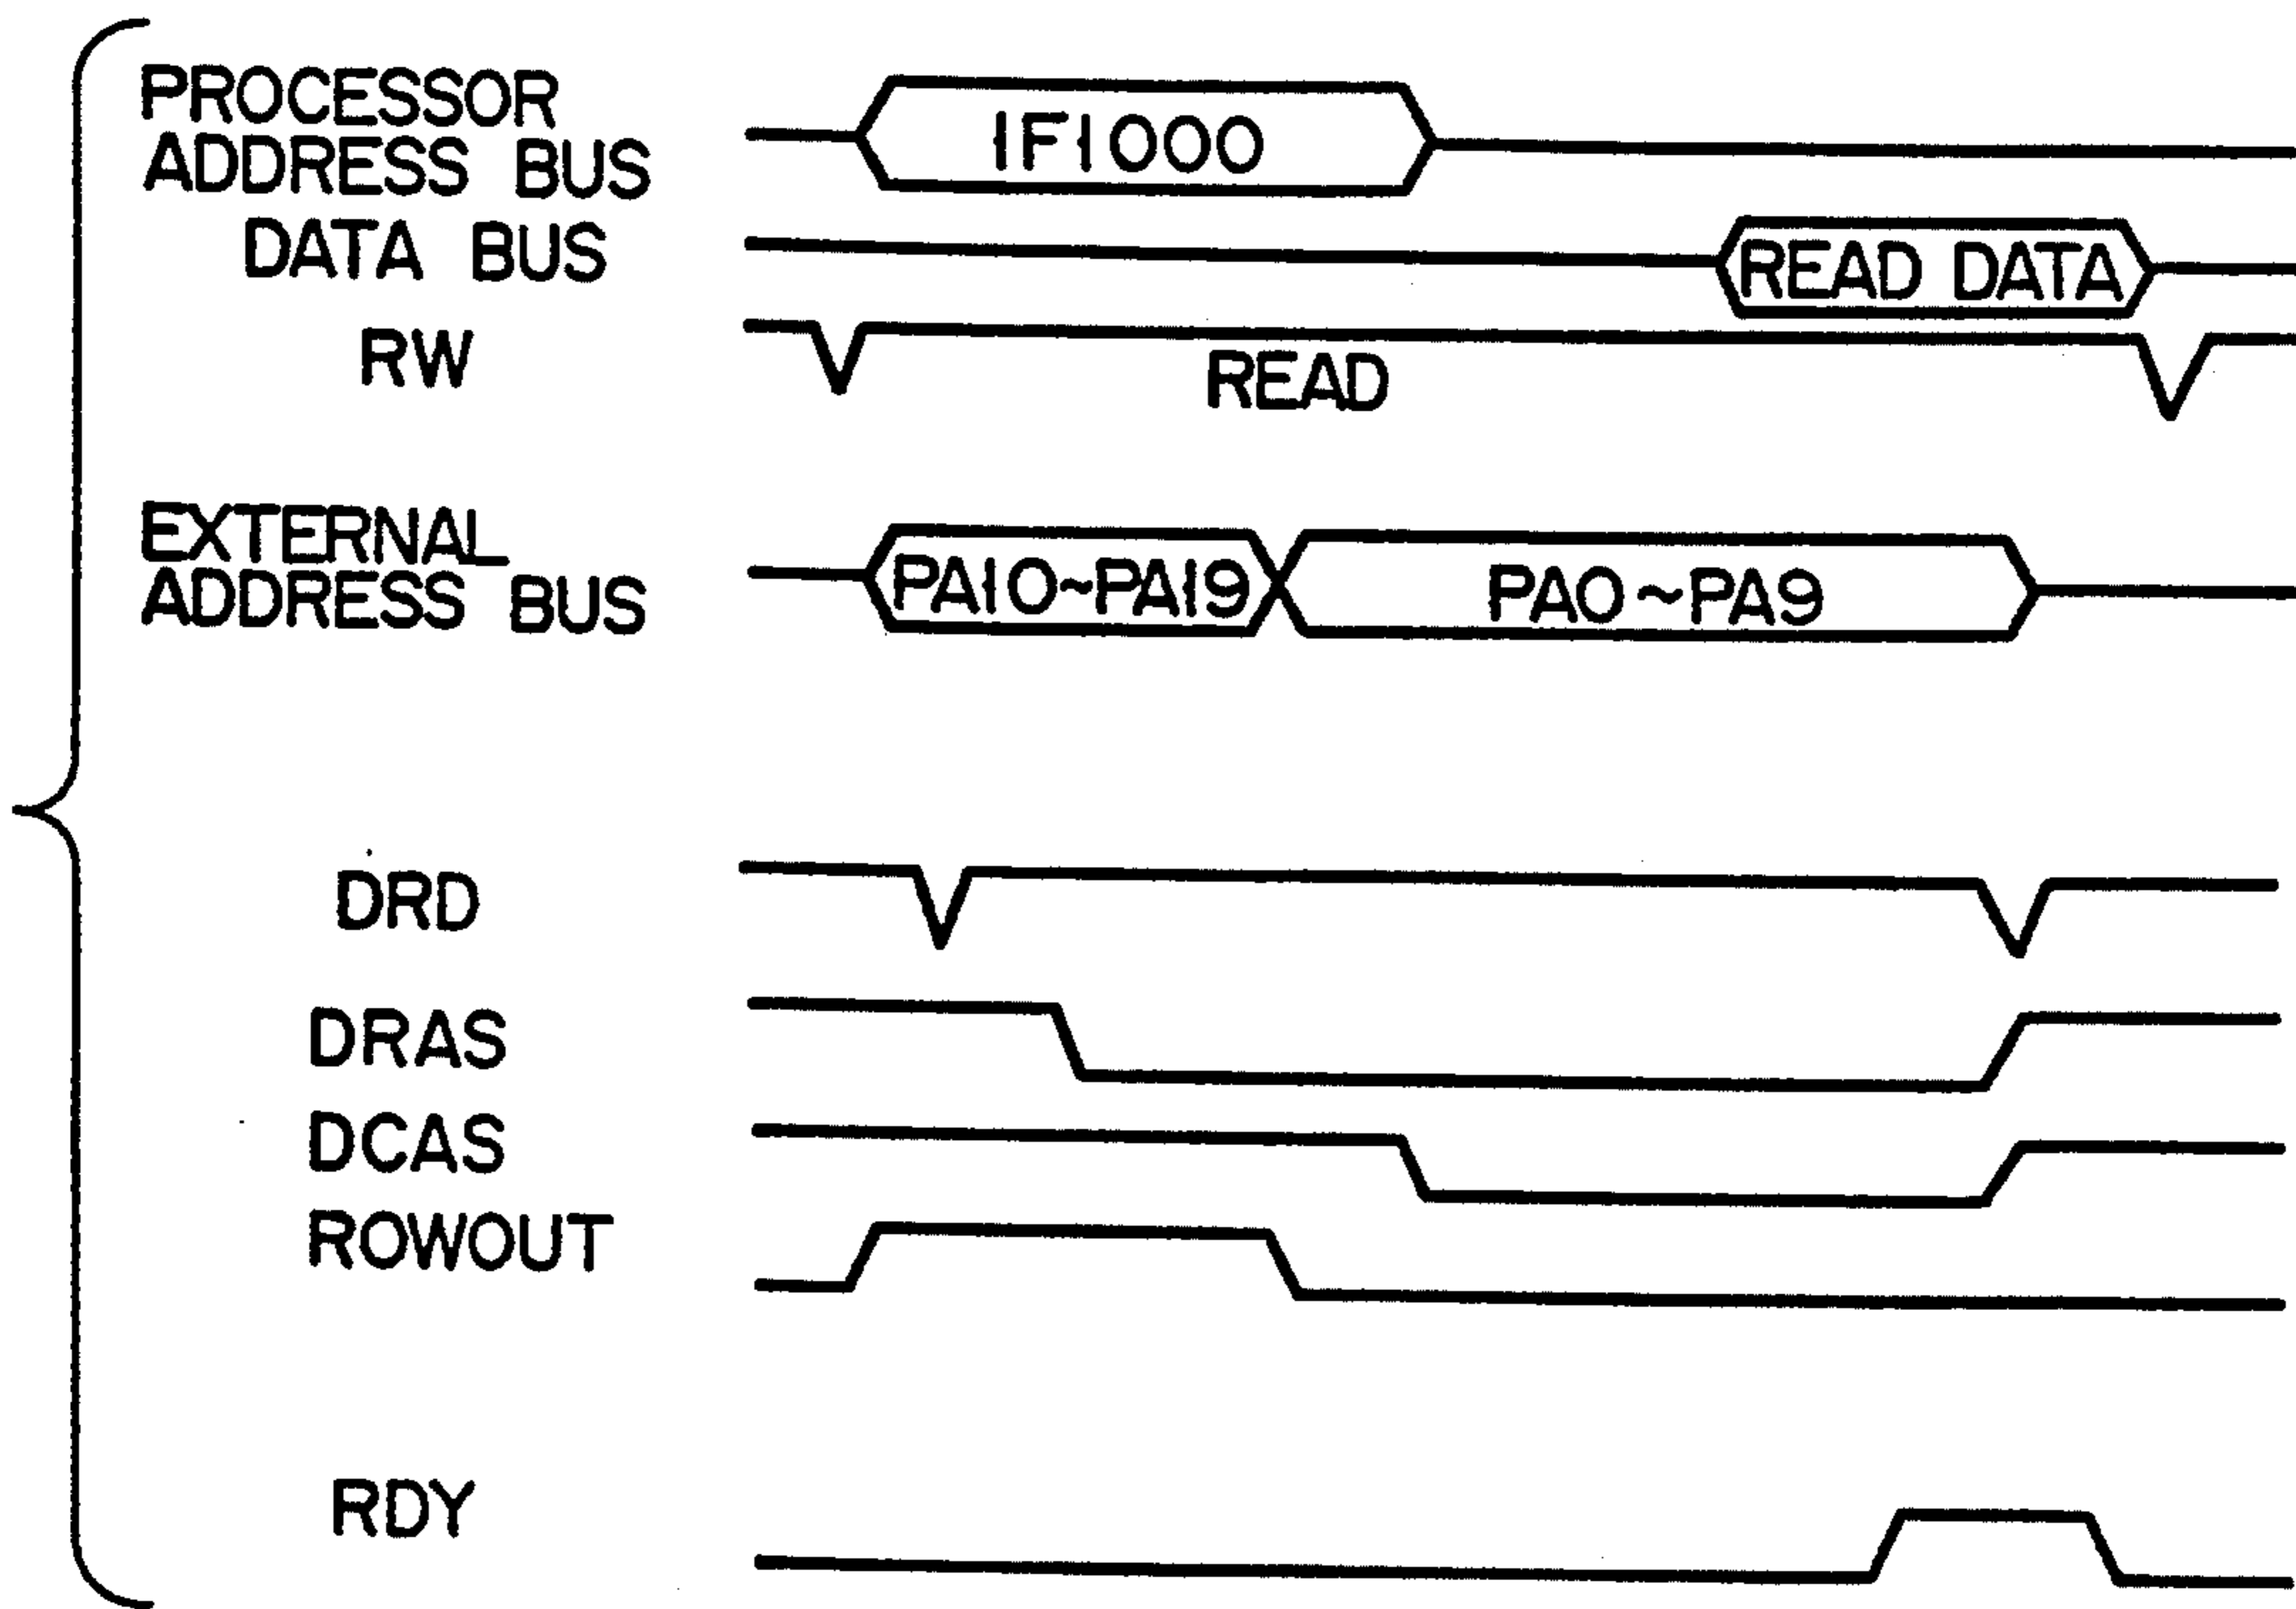 PROCESSOR
ADDRESS BUS
1F1000
DATA BUS
READ DATA
RW
READ
EXTERNAL
ADDRESS BUS
PA10~PA19
PA0~PA9
DRD
DRAS
DCAS
ROWOUT
RDY